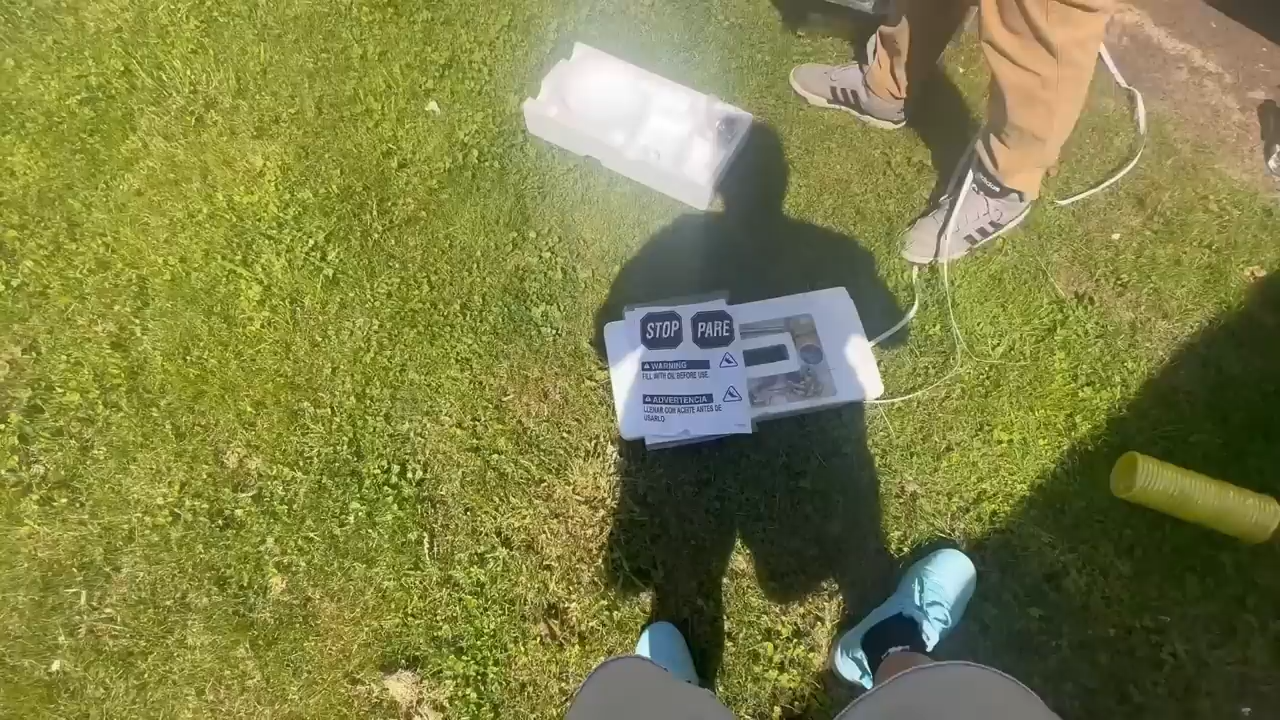 STOP PARE
WARNING
FILL WITH OIL BEFORE USE.
ADVERTENCIA
LLENAR CON ACEITE ANTES DE
USARLO